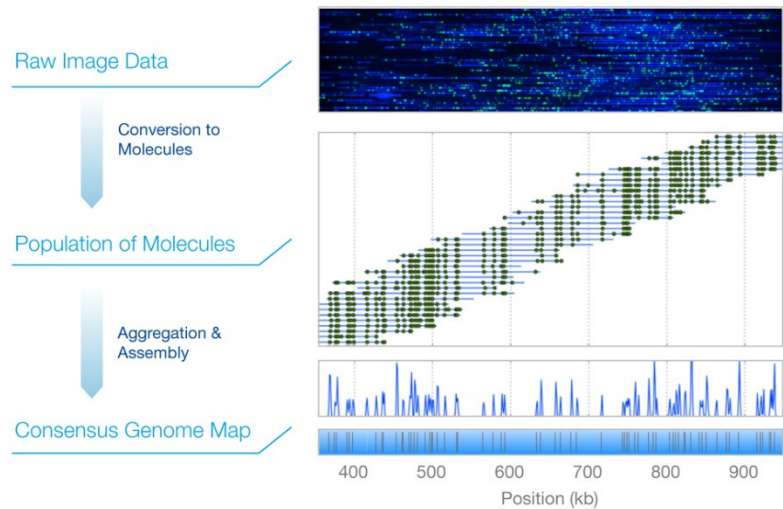 Raw Image Data
Conversion to
Molecules
Population of Molecules
Aggregation &
Assembly
Consensus Genome Map
400 500 600 700 800 900
Position (kb)